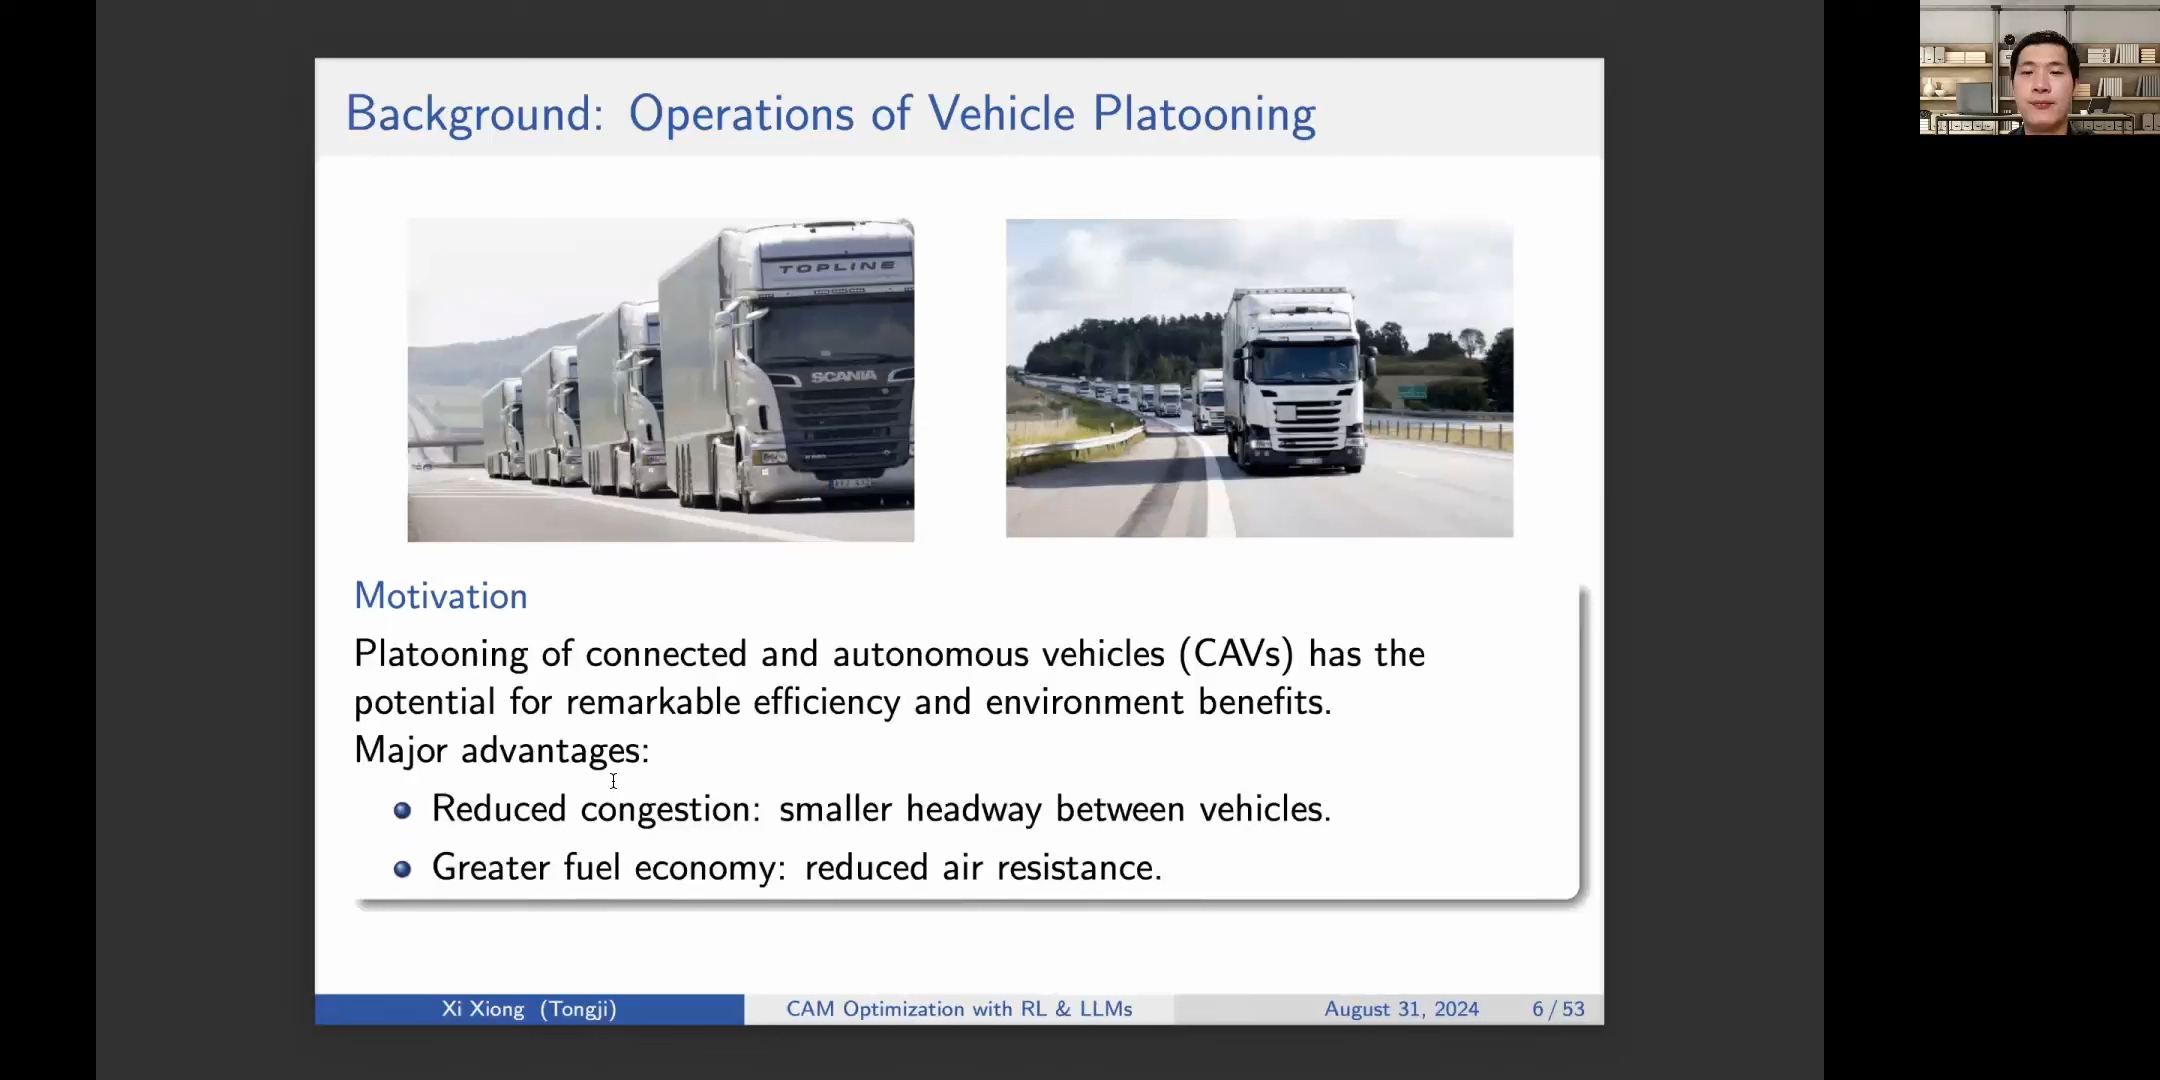 Background: Operations of Vehicle Platooning
TOPLINE
SCANIA
Motivation
Platooning of connected and autonomous vehicles (CAVs) has the
potential for remarkable efficiency and environment benefits.
Major advantages:
Reduced congestion: smaller headway between vehicles.
Greater fuel economy: reduced air resistance.
Xi Xiong (Tongji)
CAM Optimization with RL & LLMs
August 31, 2024
6 / 53